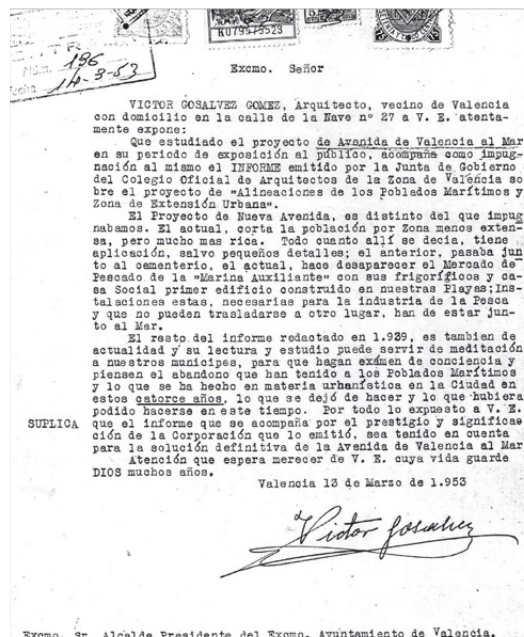 KU79575523
Núm. 196
Fecha 14-3-53
Excmo. Señor
VICTOR GOSALVEZ GOMEZ, Arquitecto, vecino de Valencia
con domicilio en la calle de la Nave nº 27 a V. E. atenta-
mente expone:
Que estudiado el proyecto de Avenida de Valencia al Mar
en su periodo de exposición al público, acompaña como impug-
nación al mismo el INFORME emitido por la Junta de Gobierno
del Colegio Oficial de Arquitectos de la Zona de Valencia so
bre el proyecto de "Alineaciones de los Poblados Marítimos y
Zona de Extensión Urbana".
El Proyecto de Nueva Avenida, es distinto del que impug
nabamos. El actual, corta la población por Zona menos exten-
sa, pero mucho mas rica. Todo cuanto allí se decia, tiene
aplicación, salvo pequeños detalles; el anterior, pasaba jun
to al cementerio, el actual, hace desaparecer el Mercado de
Pescado de la "Marina Auxiliante" con sus frigoríficos y ca-
sa Social primer edificio construido en nuestras Playas;Ins-
talaciones estas, necesarias para la industria de la Pesca
y que no pueden trasladarse a otro lugar, han de estar jun-
to al Mar.
El resto del informe redactado en 1.939, es tambien de
actualidad y su lectura y estudio puede servir de meditación
a nuestros municipes, para que hagan exámen de conciencia y
piensen el abandono que han tenido a los Poblados Marítimos
y lo que se ha hecho en materia urbanística en la Ciudad en
estos catorce años, lo que se dejó de hacer y lo que hubiera
podido hacerse en este tiempo. Por todo lo expuesto a V. E.
SUPLICA que el informe que se acompaña por el prestigio y significa
ción de la Corporación que lo emitió, sea tenido en cuenta
para la solución definitiva de la Avenida de Valencia al Mar
Atención que espera merecer de V. E. cuya vida guarde
DIOS muchos años.
Valencia 13 de Marzo de 1.953
Victor Gosalvez
Excmo. Sr. Alcalde Presidente del Excmo. Ayuntamiento de Valencia.